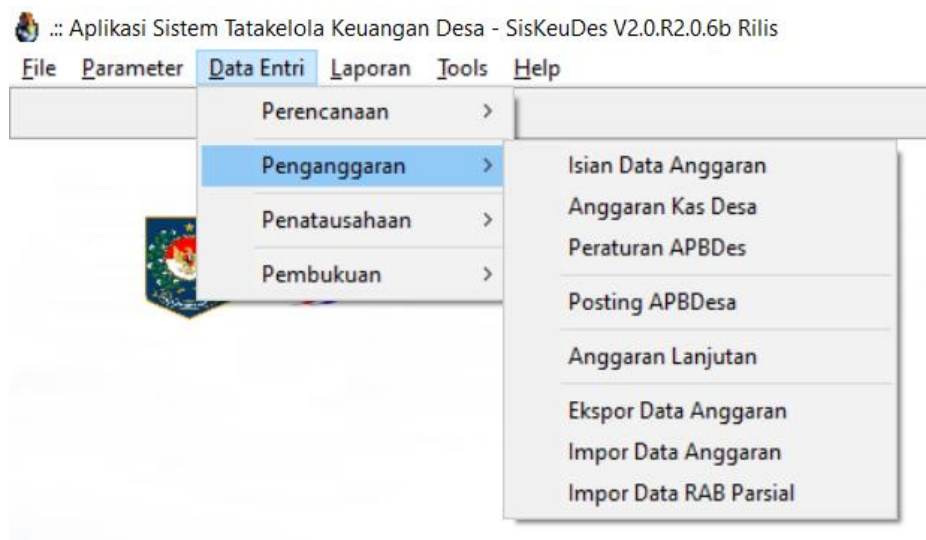 .:: Aplikasi Sistem Tatakelola Keuangan Desa - SisKeuDes V2.0.R2.0.6b Rilis
File Parameter Data Entri Laporan Tools Help
Perencanaan
Penganggaran
Penatausahaan
Pembukuan
Isian Data Anggaran
Anggaran Kas Desa
Peraturan APBDes
Posting APBDesa
Anggaran Lanjutan
Ekspor Data Anggaran
Impor Data Anggaran
Impor Data RAB Parsial